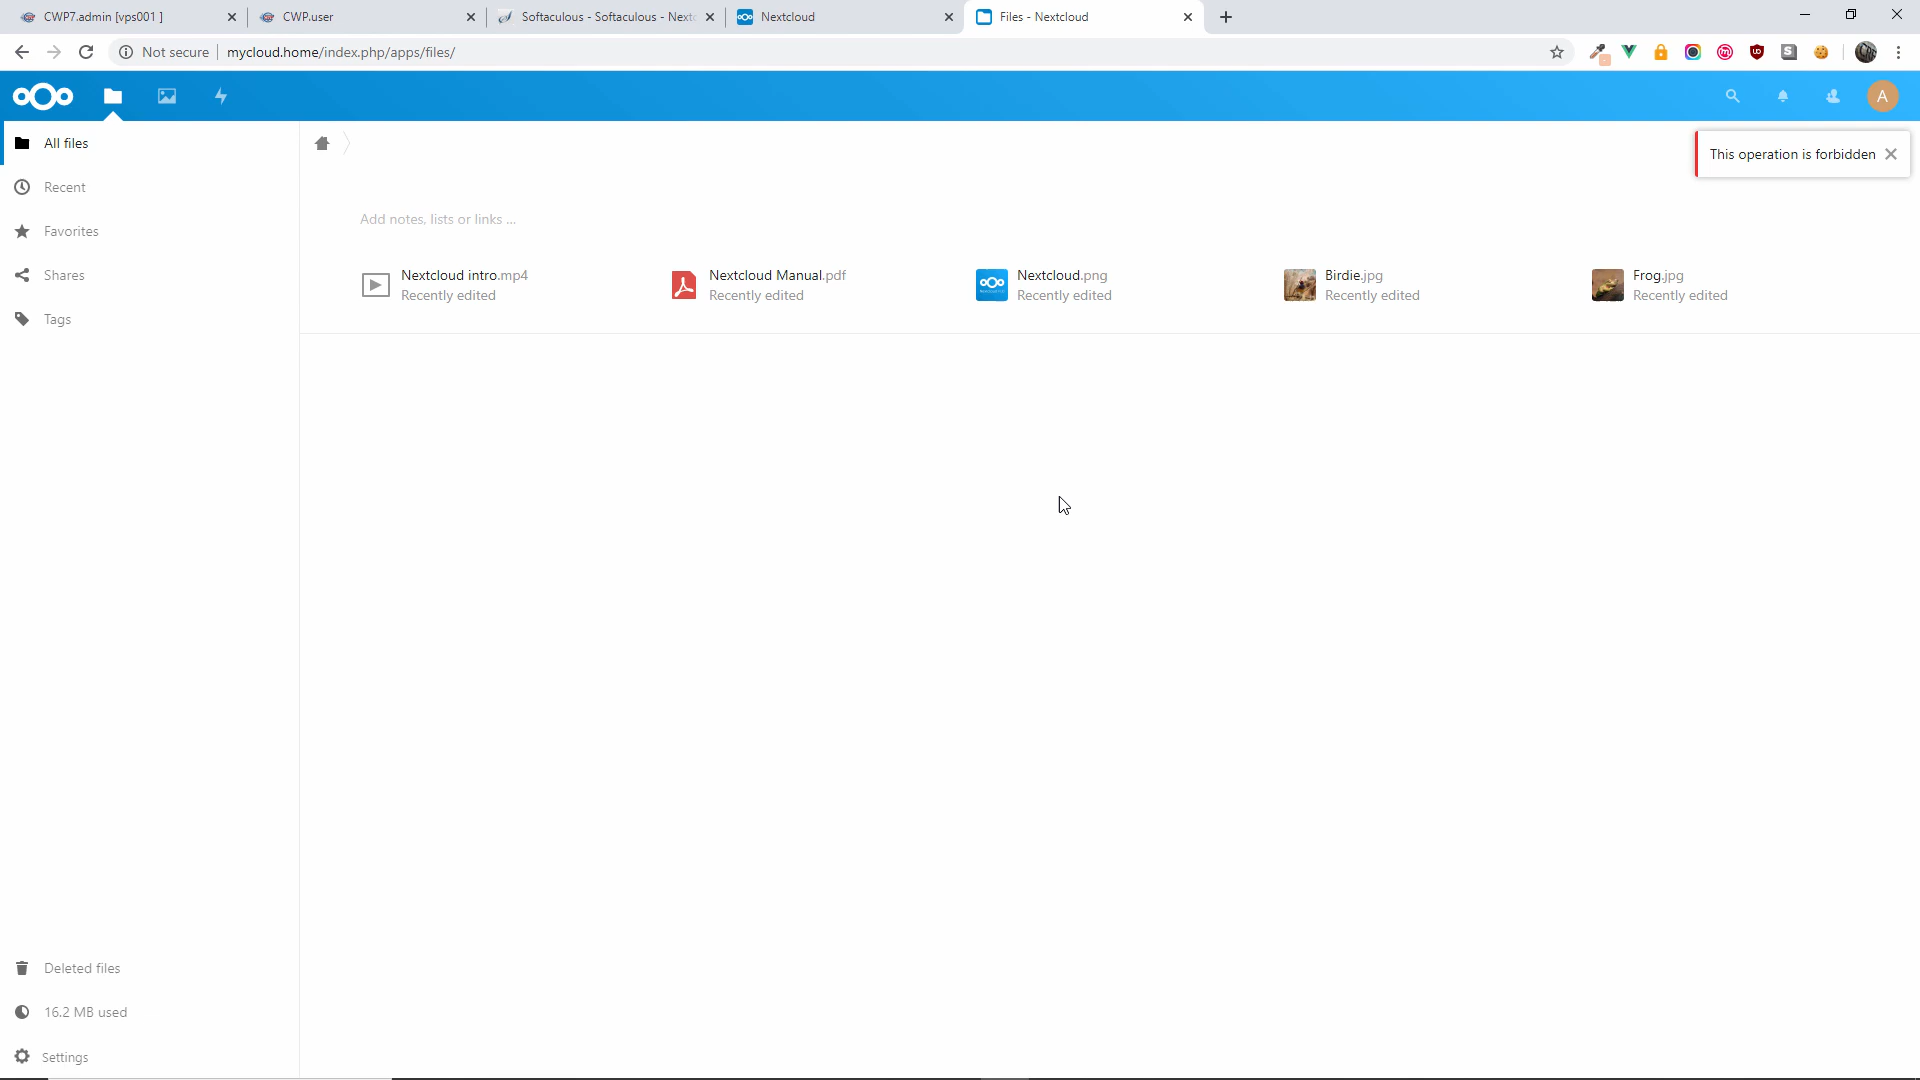 CWP7.admin [vps001 ]
CWP.user
Softaculous - Softaculous - Next
Nextcloud
Files - Nextcloud
Not secure
mycloud.home/index.php/apps/files/
A
All files
This operation is forbidden
Recent
Add notes, lists or links ...
Favorites
Shares
Nextcloud intro.mp4
Recently edited
Nextcloud Manual.pdf
Recently edited
Nextcloud.png
Recently edited
Birdie.jpg
Recently edited
Frog.jpg
Recently edited
Tags
Deleted files
16.2 MB used
Settings